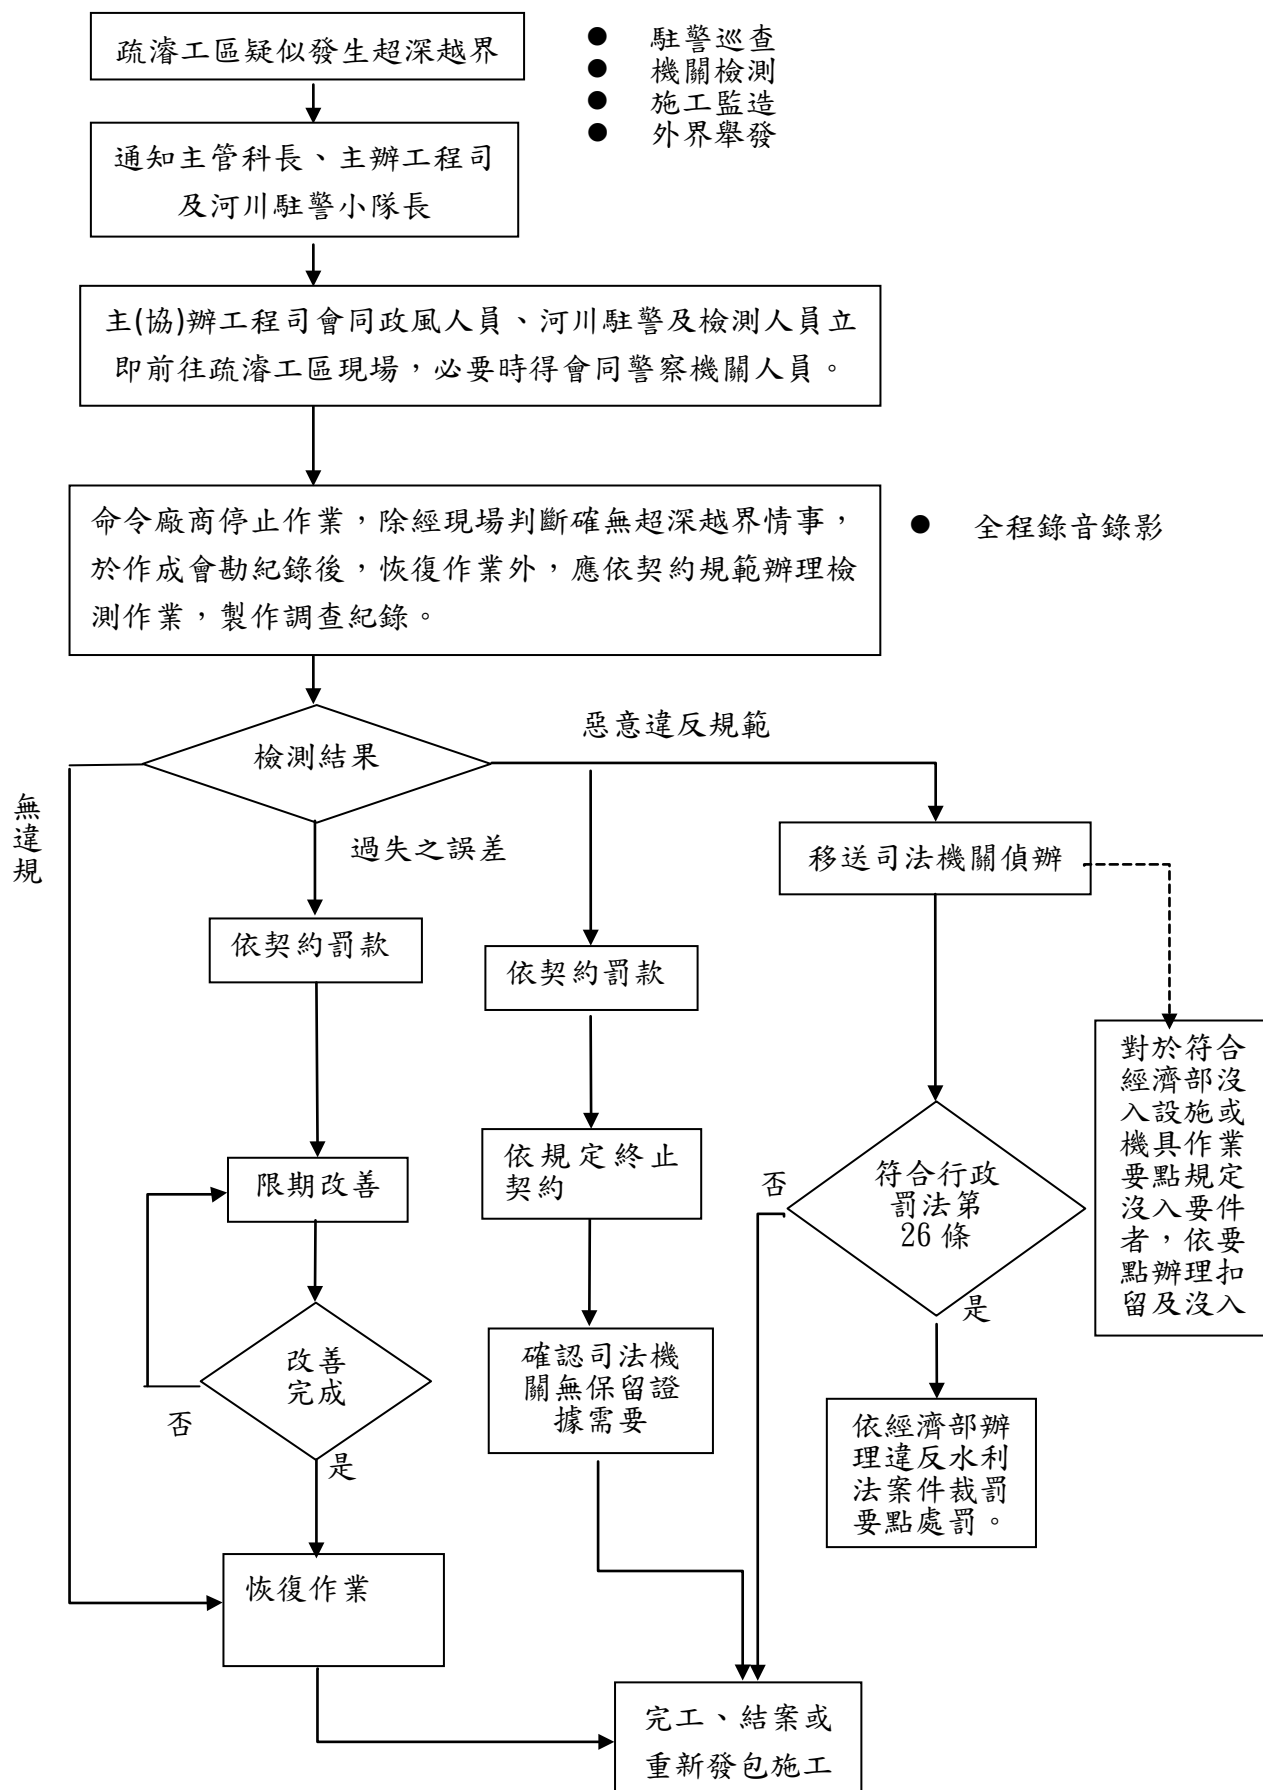 疏濬工區疑似發生超深越界
● 駐警巡查
● 機關檢測
● 施工監造
● 外界舉發
通知主管科長、主辦工程司
及河川駐警小隊長
主(協)辦工程司會同政風人員、河川駐警及檢測人員立
即前往疏濬工區現場，必要時得會同警察機關人員。
命令廠商停止作業，除經現場判斷確無超深越界情事，
於作成會勘紀錄後，恢復作業外，應依契約規範辦理檢
測作業，製作調查紀錄。
● 全程錄音錄影
檢測結果
惡意違反規範
無
違
規
過失之誤差
移送司法機關偵辦
依契約罰款
依契約罰款
對於符合
經濟部沒
入設施或
機具作業
要點規定
沒入要件
者，依要
點辦理扣
留及沒入
限期改善
依規定終止
契約
否
符合行政
罰法第
26 條
是
改善
完成
否
是
確認司法機
關無保留證
據需要
依經濟部辦
理違反水利
法案件裁罰
要點處罰。
恢復作業
完工、結案或
重新發包施工